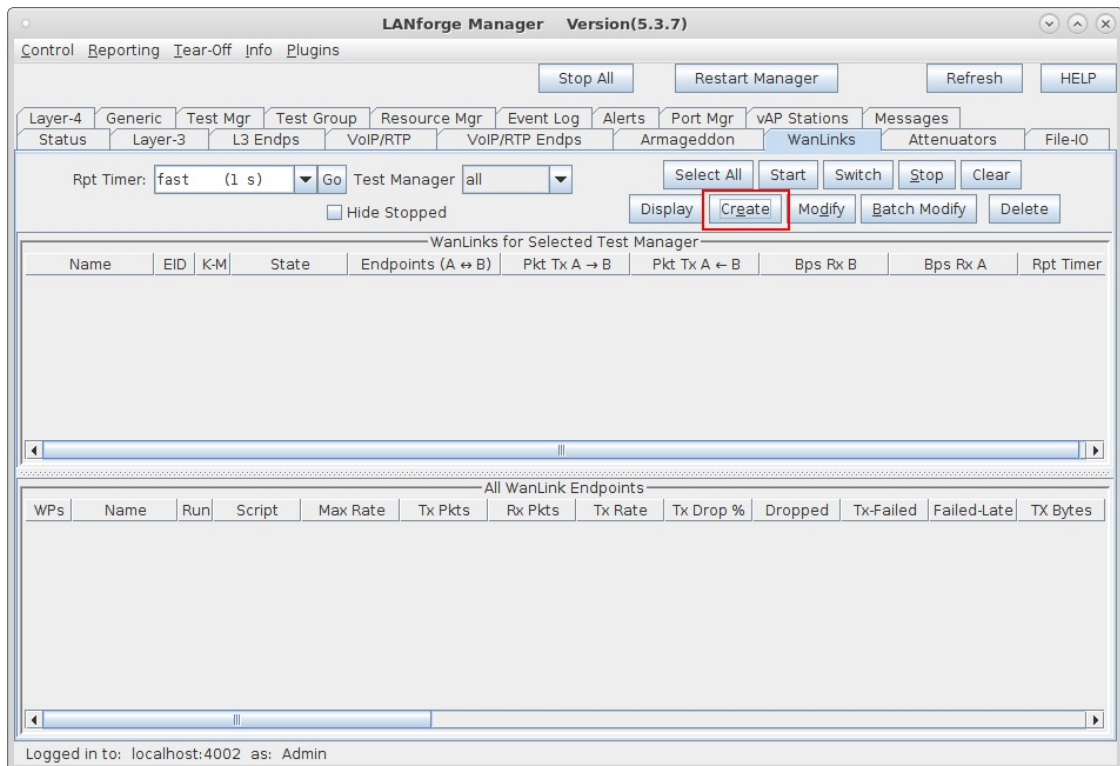 LANforge Manager Version(5.3.7)
Control Reporting Tear-Off Info Plugins
Stop All Restart Manager Refresh HELP
Layer-4 Generic Test Mgr Test Group Resource Mgr Event Log Alerts Port Mgr vAP Stations Messages
Status Layer-3 L3 Endps VoIP/RTP VoIP/RTP Endps Armageddon WanLinks Attenuators File-IO
Rpt Timer: fast (1 s) Go Test Manager all Select All Start Switch Stop Clear
Hide Stopped Display Create Modify Batch Modify Delete
WanLinks for Selected Test Manager
Name EID K-M State Endpoints (A ↔ B) Pkt Tx A → B Pkt Tx A ← B Bps Rx B Bps Rx A Rpt Timer
All WanLink Endpoints
WPs Name Run Script Max Rate Tx Pkts Rx Pkts Tx Rate Tx Drop % Dropped Tx-Failed Failed-Late TX Bytes
Logged in to: localhost:4002 as: Admin